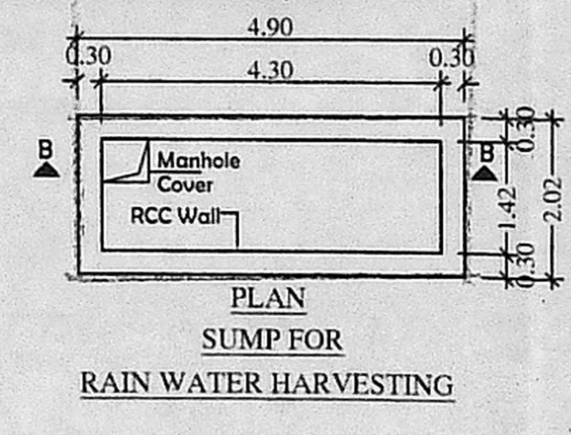 4.90
0.30 4.30 0.30
B Manhole B
Cover
RCC Wall
0.30
1.42
2.02
0.30
PLAN
SUMP FOR
RAIN WATER HARVESTING